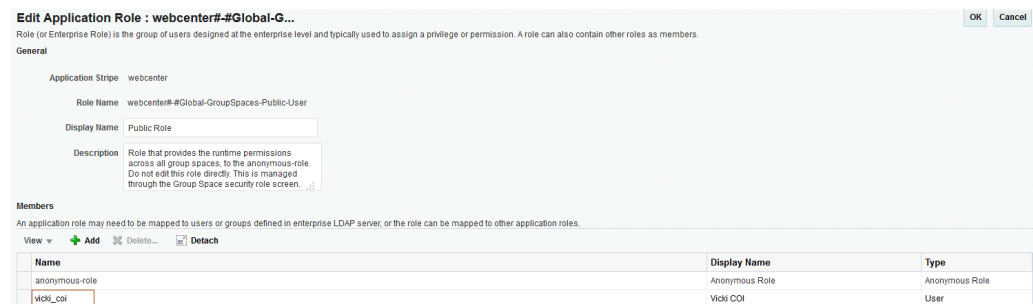 Edit Application Role : webcenter#-#Global-G...
OK Cancel
Role (or Enterprise Role) is the group of users designed at the enterprise level and typically used to assign a privilege or permission. A role can also contain other roles as members.
General
Application Stripe webcenter
Role Name webcenter#-#Global-GroupSpaces-Public-User
Display Name Public Role
Description Role that provides the runtime permissions
across all group spaces, to the anonymous-role.
Do not edit this role directly. This is managed
through the Group Space security role screen.
Members
An application role may need to be mapped to users or groups defined in enterprise LDAP server, or the role can be mapped to other application roles.
View Add Delete... Detach
Name Display Name Type
anonymous-role Anonymous Role Anonymous Role
vicki_coi Vicki COI User